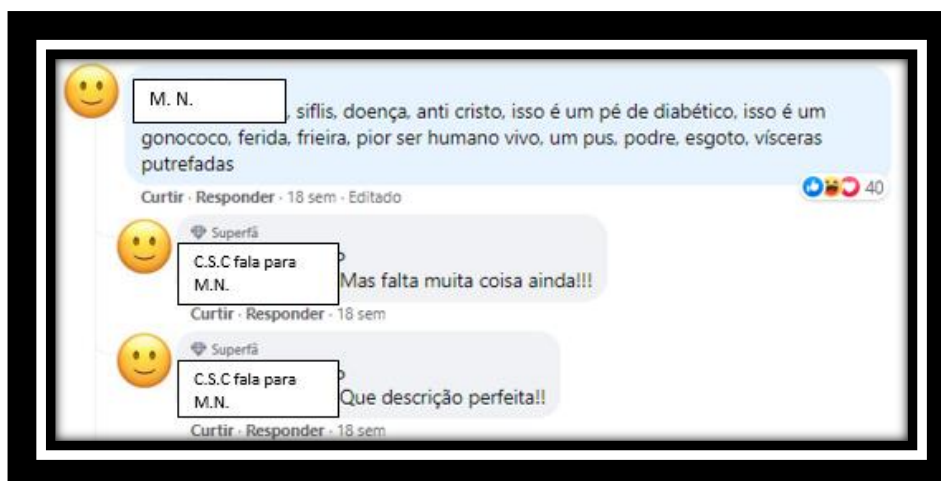 M. N.
, siflis, doença, anti cristo, isso é um pé de diabético, isso é um
gonococo, ferida, frieira, pior ser humano vivo, um pus, podre, esgoto, vísceras
putrefadas
Curtir · Responder · 18 sem · Editado
40
Superfã
C.S.C fala para
M.N.
Mas falta muita coisa ainda!!!
Curtir · Responder · 18 sem
Superfã
C.S.C fala para
M.N.
Que descrição perfeita!!
Curtir · Responder · 18 sem